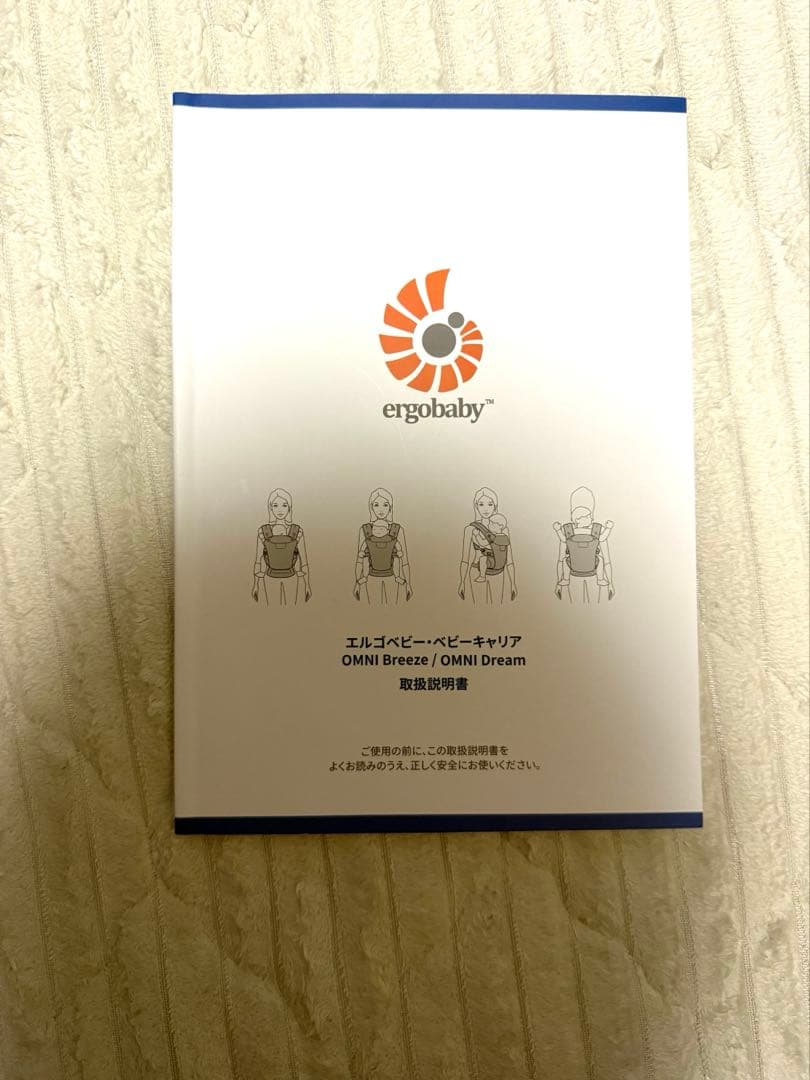 ergobaby™
エルゴベビー・ベビーキャリア
OMNI Breeze / OMNI Dream
取扱説明書
ご使用の前に、この取扱説明書を
よくお読みのうえ、正しく安全にお使いください。